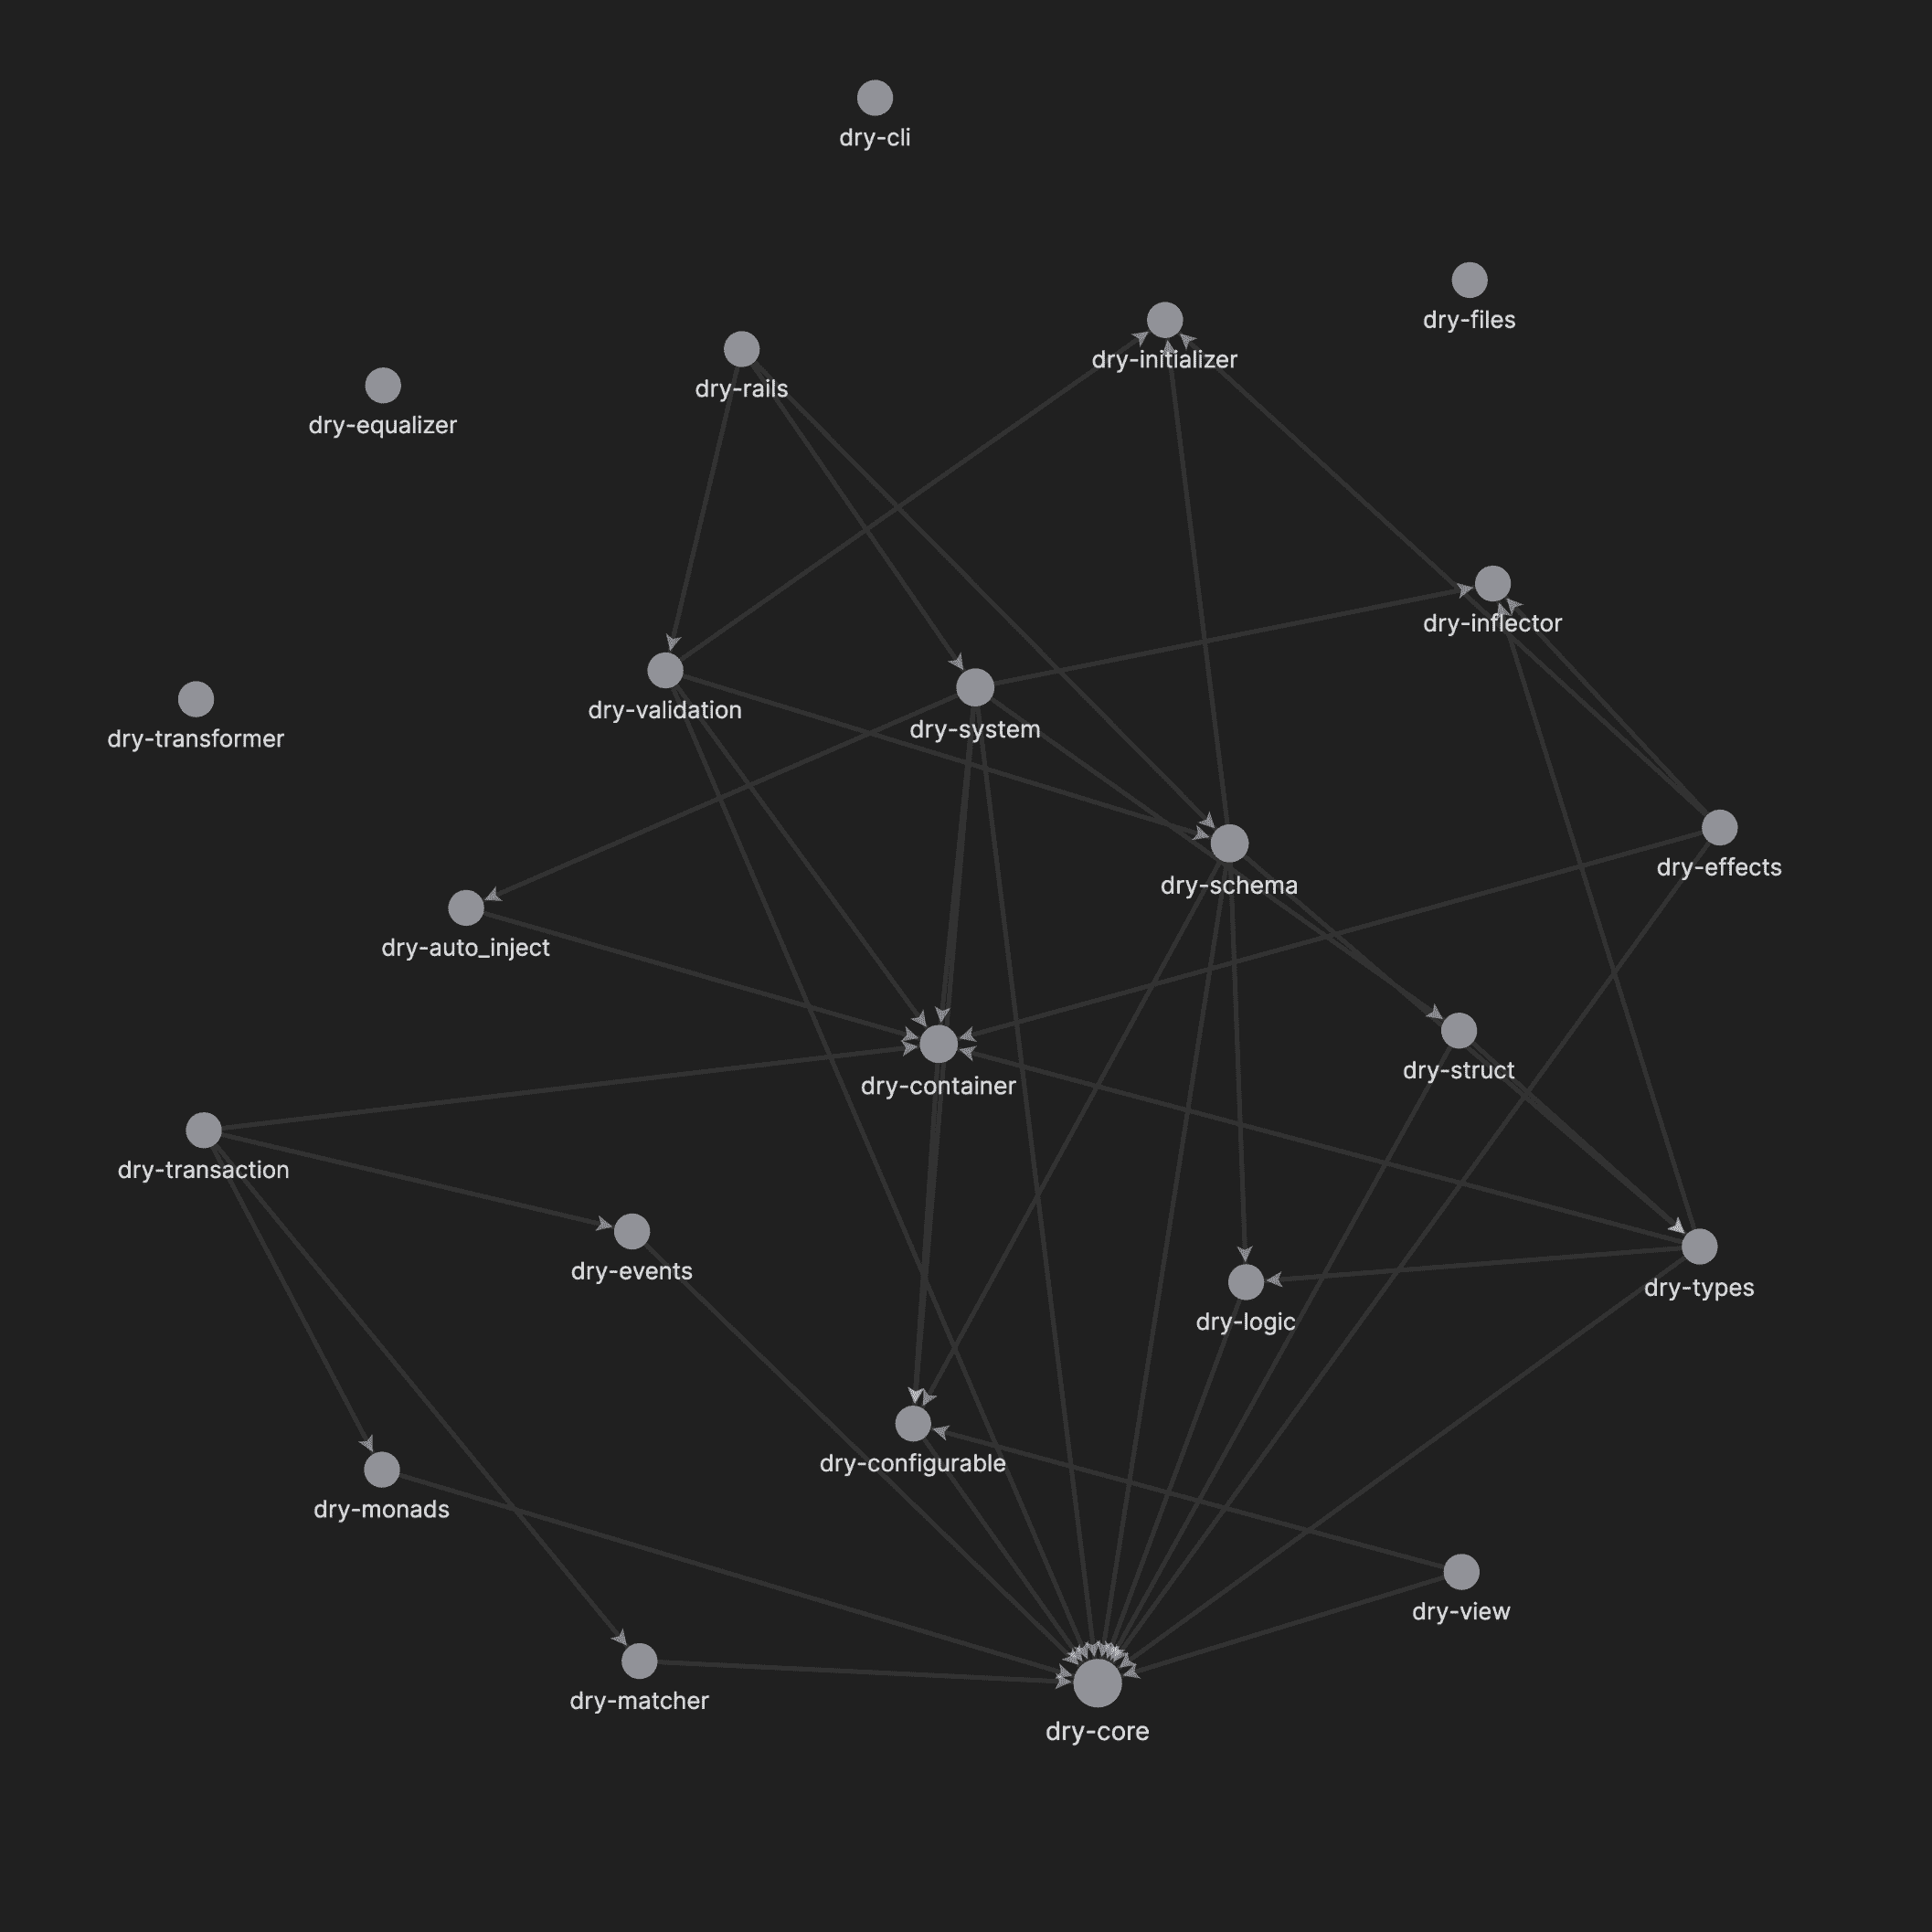 dry-cli
dry-files
dry-initializer
dry-rails
dry-equalizer
dry-inflector
dry-validation
dry-system
dry-transformer
dry-effects
dry-schema
dry-auto_inject
dry-struct
dry-container
dry-transaction
dry-events
dry-types
dry-logic
dry-configurable
dry-monads
dry-view
dry-matcher
dry-core